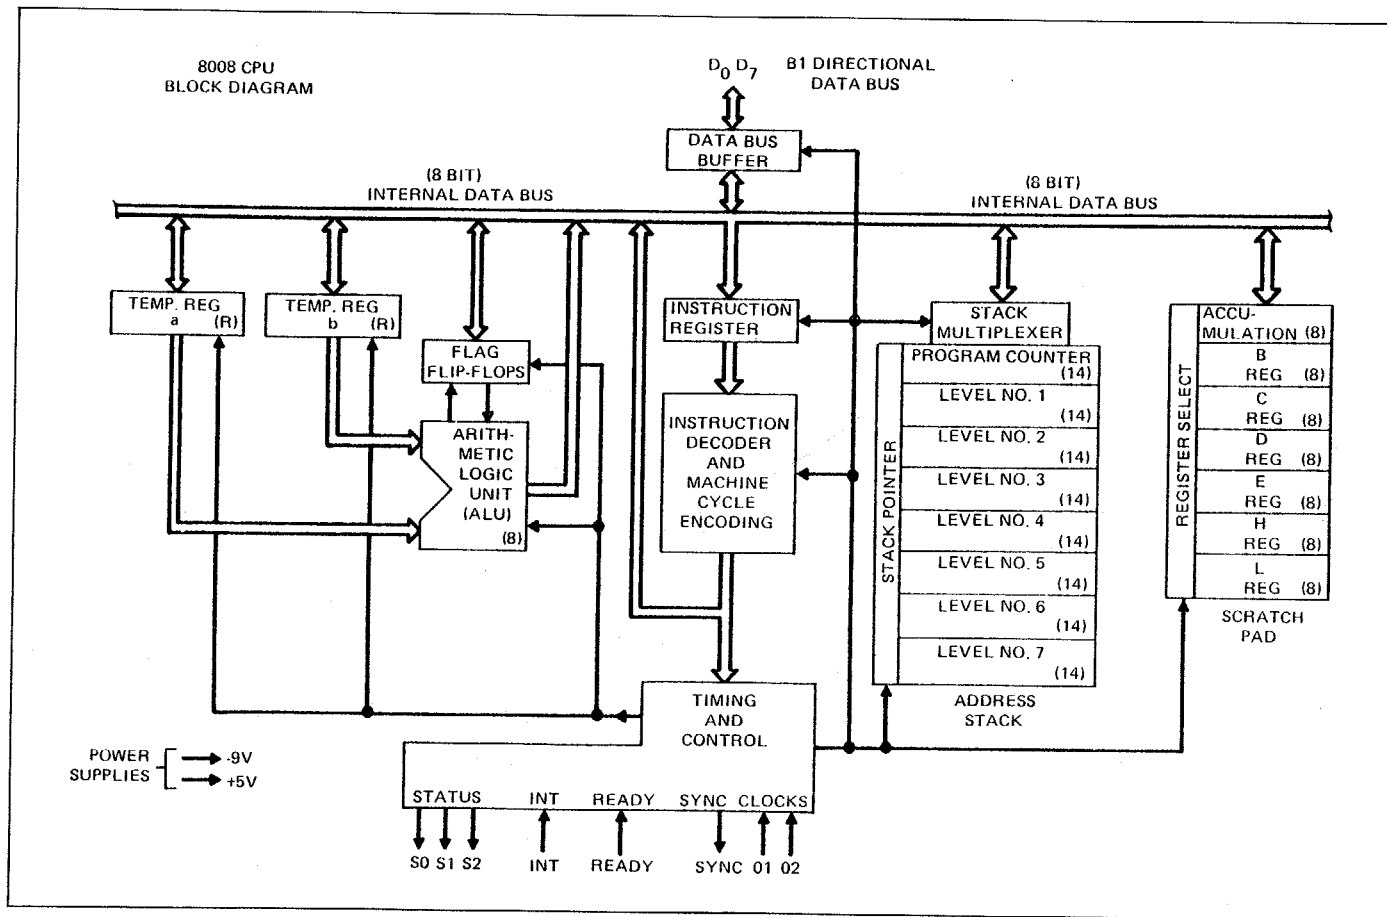 8008 CPU
BLOCK DIAGRAM
D0 D7
B1 DIRECTIONAL
DATA BUS
DATA BUS
BUFFER
(8 BIT)
INTERNAL DATA BUS
(8 BIT)
INTERNAL DATA BUS
TEMP. REG
a (R)
TEMP. REG
b (R)
FLAG
FLIP-FLOPS
ARITH-
METIC
LOGIC
UNIT
(ALU)
(8)
INSTRUCTION
REGISTER
INSTRUCTION
DECODER
AND
MACHINE
CYCLE
ENCODING
STACK
MULTIPLEXER
STACK POINTER
PROGRAM COUNTER
(14)
LEVEL NO. 1
(14)
LEVEL NO. 2
(14)
LEVEL NO. 3
(14)
LEVEL NO. 4
(14)
LEVEL NO. 5
(14)
LEVEL NO. 6
(14)
LEVEL NO. 7
(14)
ADDRESS
STACK
REGISTER SELECT
ACCU-
MULATION (8)
B
REG (8)
C
REG (8)
D
REG (8)
E
REG (8)
H
REG (8)
L
REG (8)
SCRATCH
PAD
TIMING
AND
CONTROL
STATUS INT READY SYNC CLOCKS
S0 S1 S2 INT READY SYNC 01 02
POWER
SUPPLIES
-9V
+5V